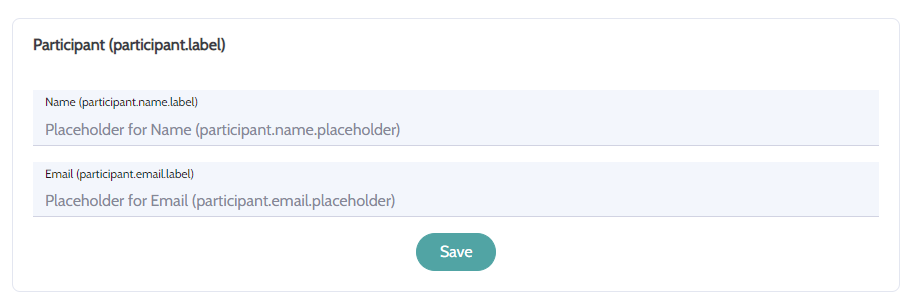 Participant (participant.label)
Name (participant.name.label)
Placeholder for Name (participant.name.placeholder)
Email (participant.email.label)
Placeholder for Email (participant.email.placeholder)
Save